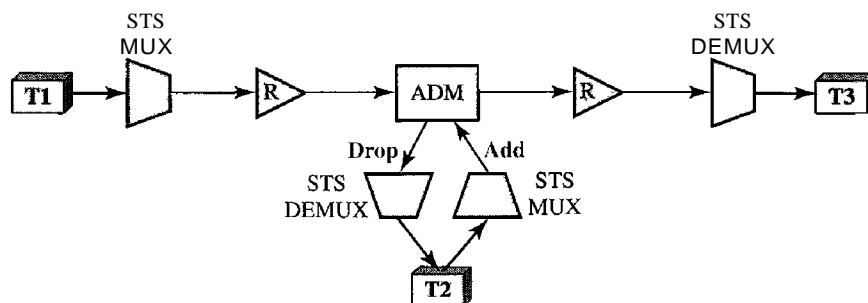 STS
MUX
STS
DEMUX
T1
R
ADM
R
T3
Drop
Add
STS
DEMUX
STS
MUX
T2